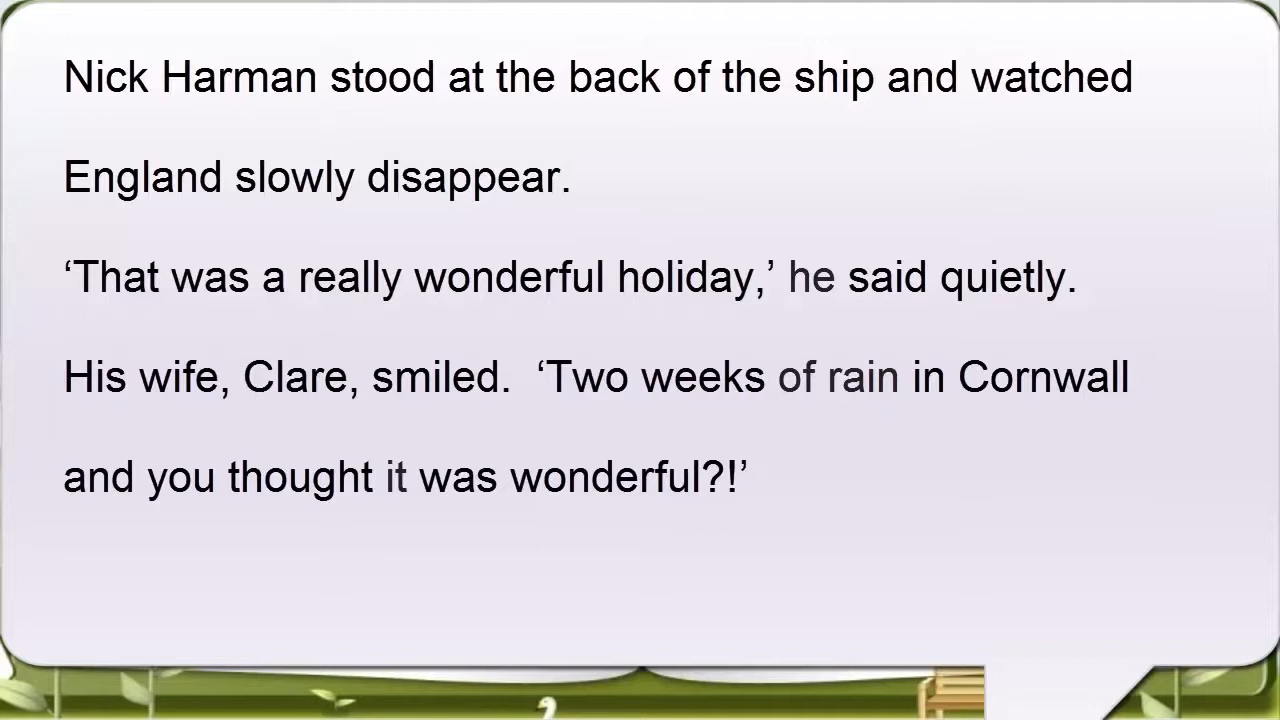 Nick Harman stood at the back of the ship and watched
England slowly disappear.
‘That was a really wonderful holiday,’ he said quietly.
His wife, Clare, smiled.  ‘Two weeks of rain in Cornwall
and you thought it was wonderful?!’